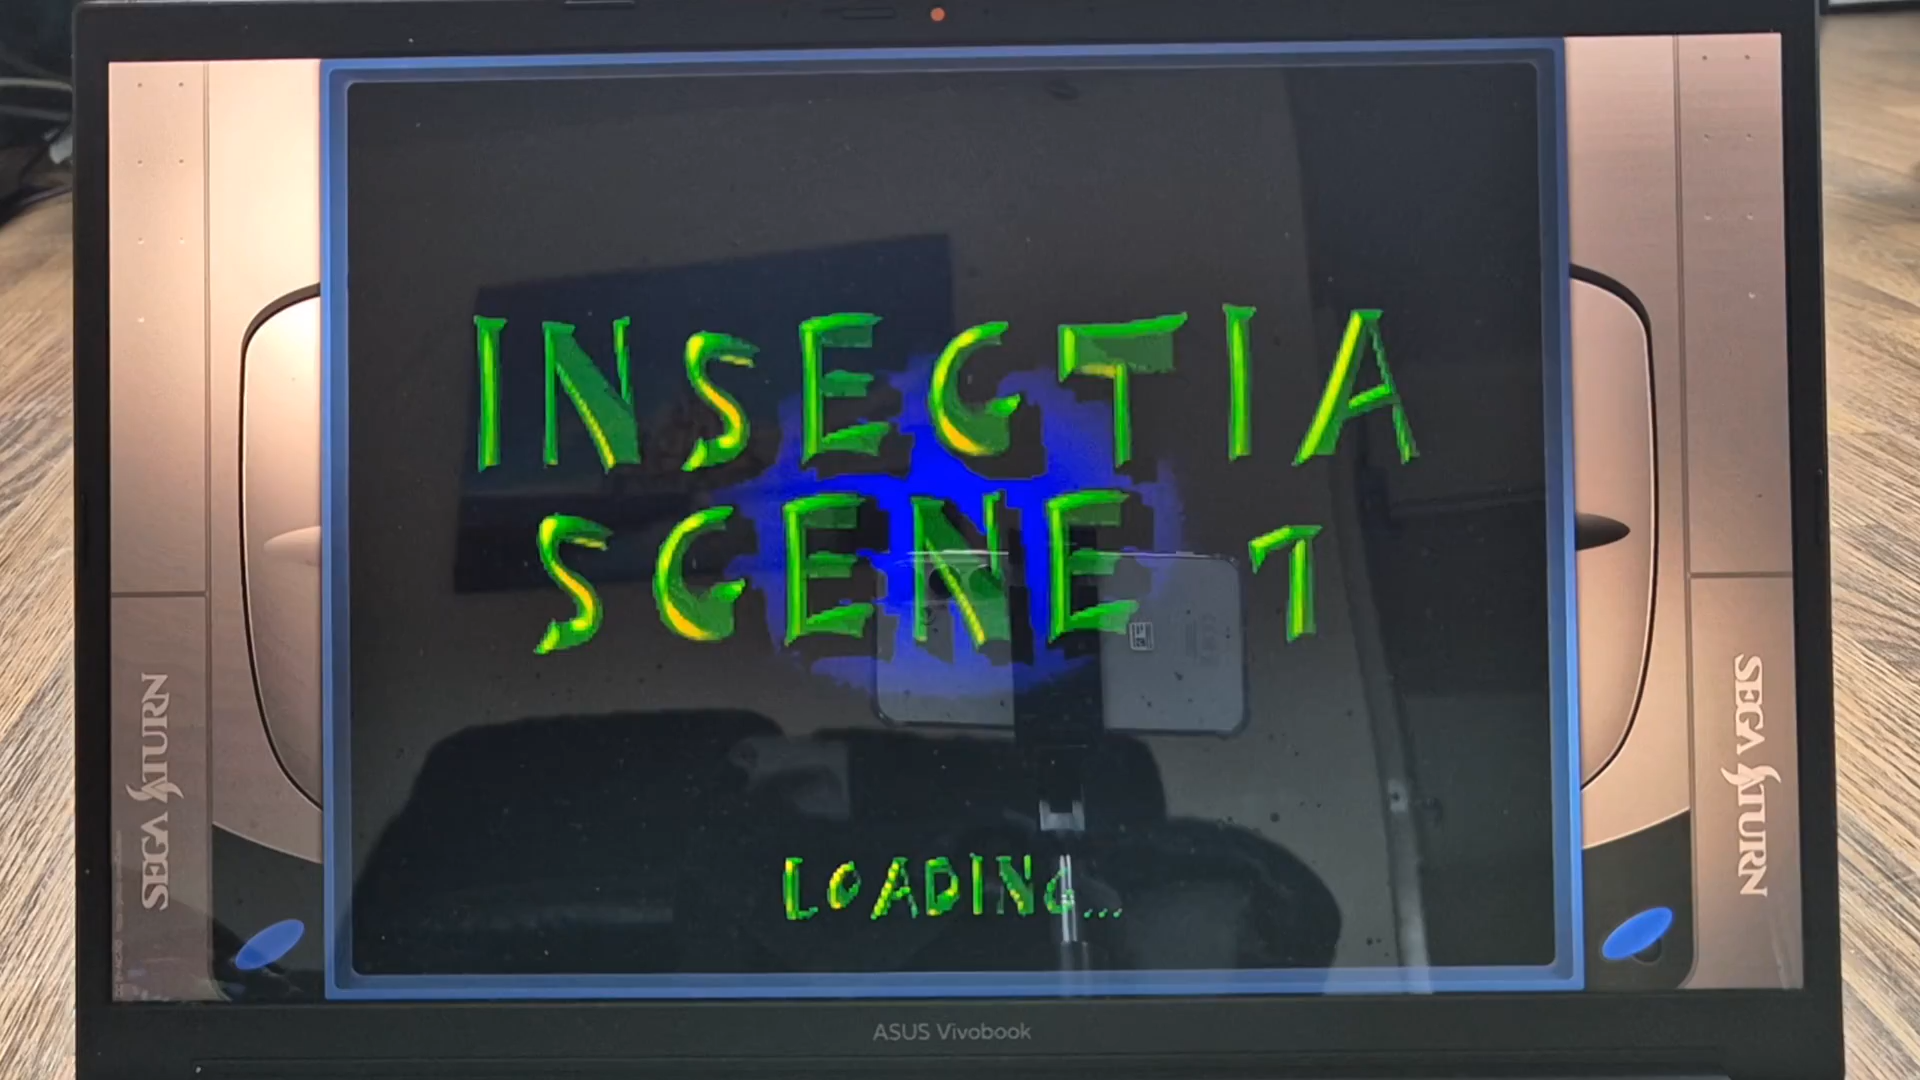 INSECTIA
SCENE 1
LOADING...
SEGA SATURN
SEGA SATURN
ASUS Vivobook